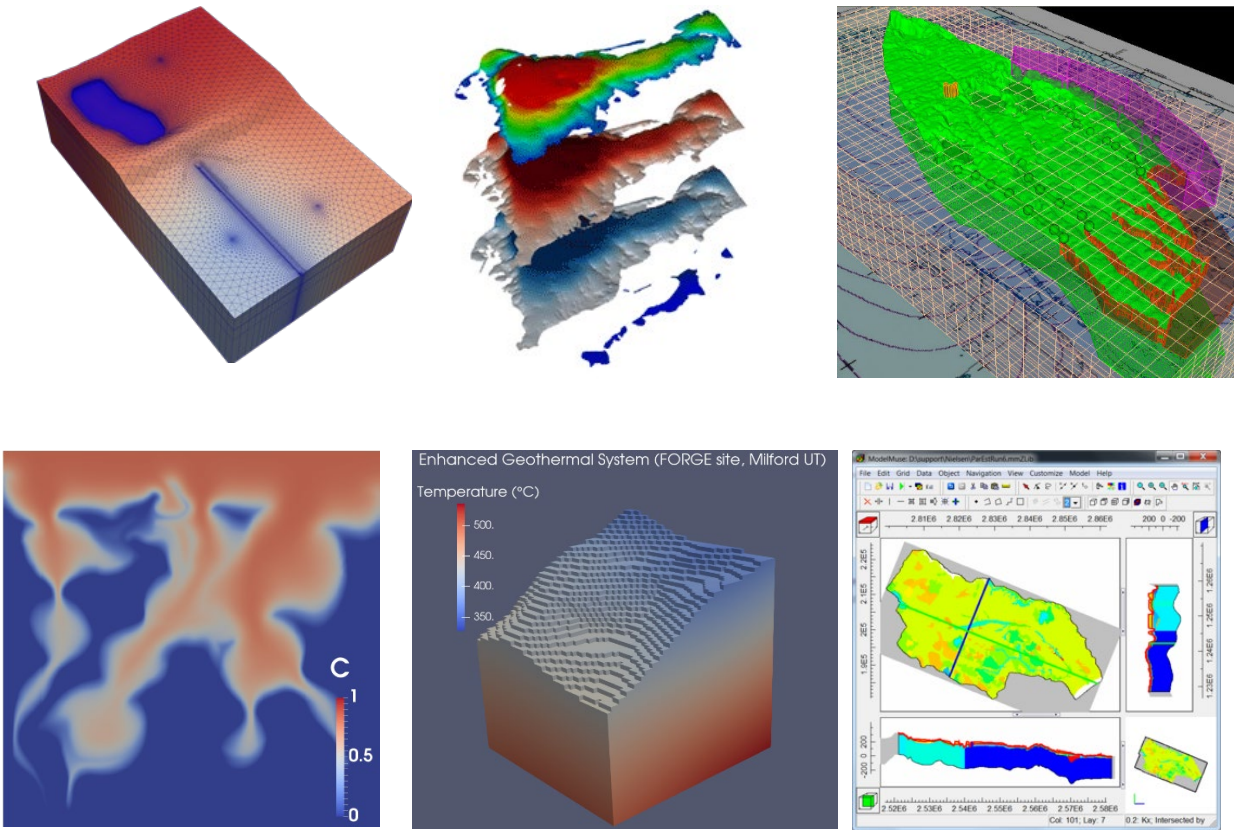 C
1
0.5
0
Enhanced Geothermal System (FORGE site, Milford UT)
Temperature (ºC)
500.
450.
400.
350.
ModelMuse: D:\support\Nielsen\ParEstRun6.mmZLib
File Edit Grid Data Object Navigation View Customize Model Help
2.81E6 2.82E6 2.83E6 2.84E6 2.85E6 2.86E6
200 0 -200
2.2E5
2.1E5
2E5
1.9E5
1.26E6
1.25E6
1.24E6
1.23E6
200
0
-200
2.52E6 2.53E6 2.54E6 2.55E6 2.56E6 2.57E6 2.58E6
Col: 101; Lay: 7
0.2: Kx; Intersected by